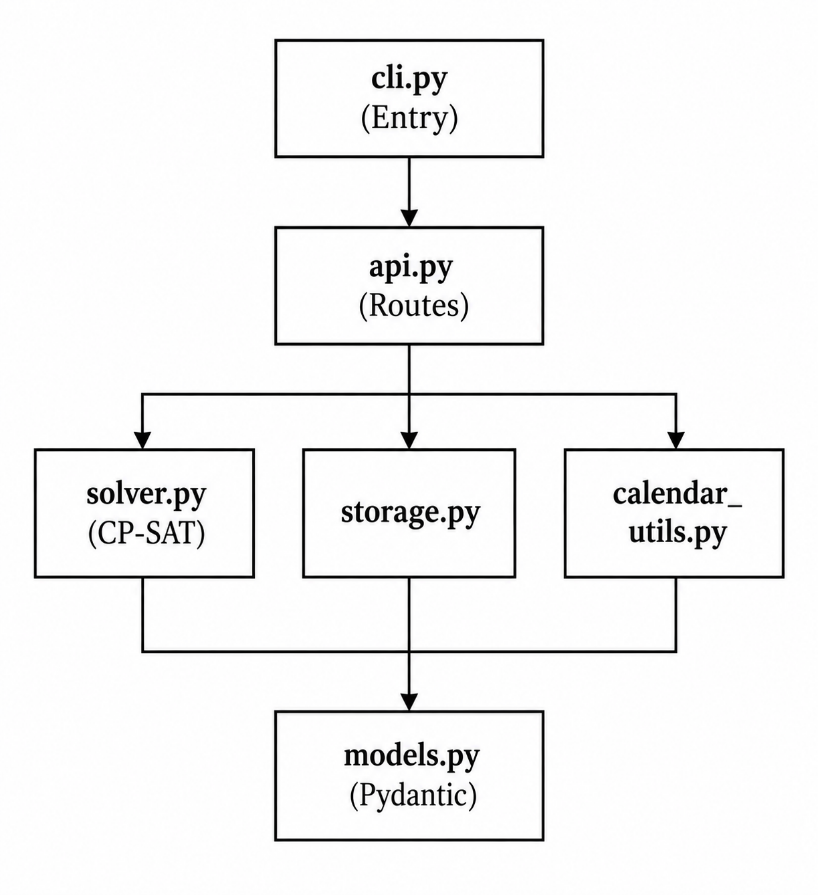 cli.py
(Entry)
api.py
(Routes)
solver.py
(CP-SAT)
storage.py
calendar_
utils.py
models.py
(Pydantic)